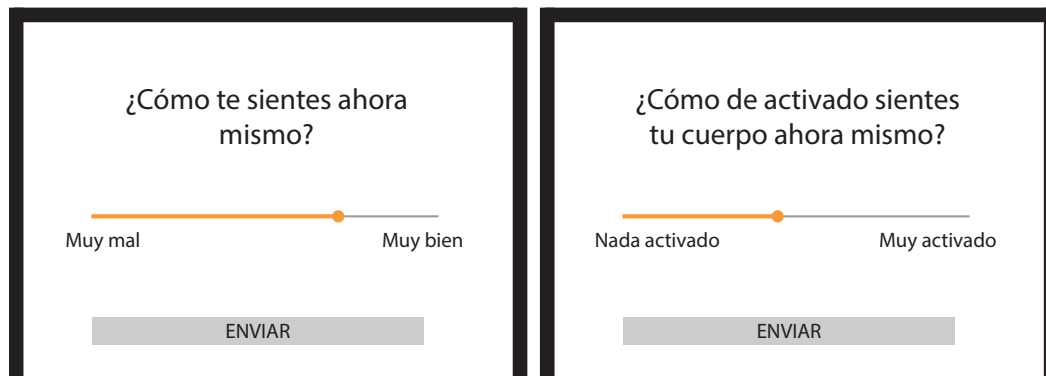 ¿Cómo te sientes ahora
mismo?
Muy mal
Muy bien
ENVIAR
¿Cómo de activado sientes
tu cuerpo ahora mismo?
Nada activado
Muy activado
ENVIAR